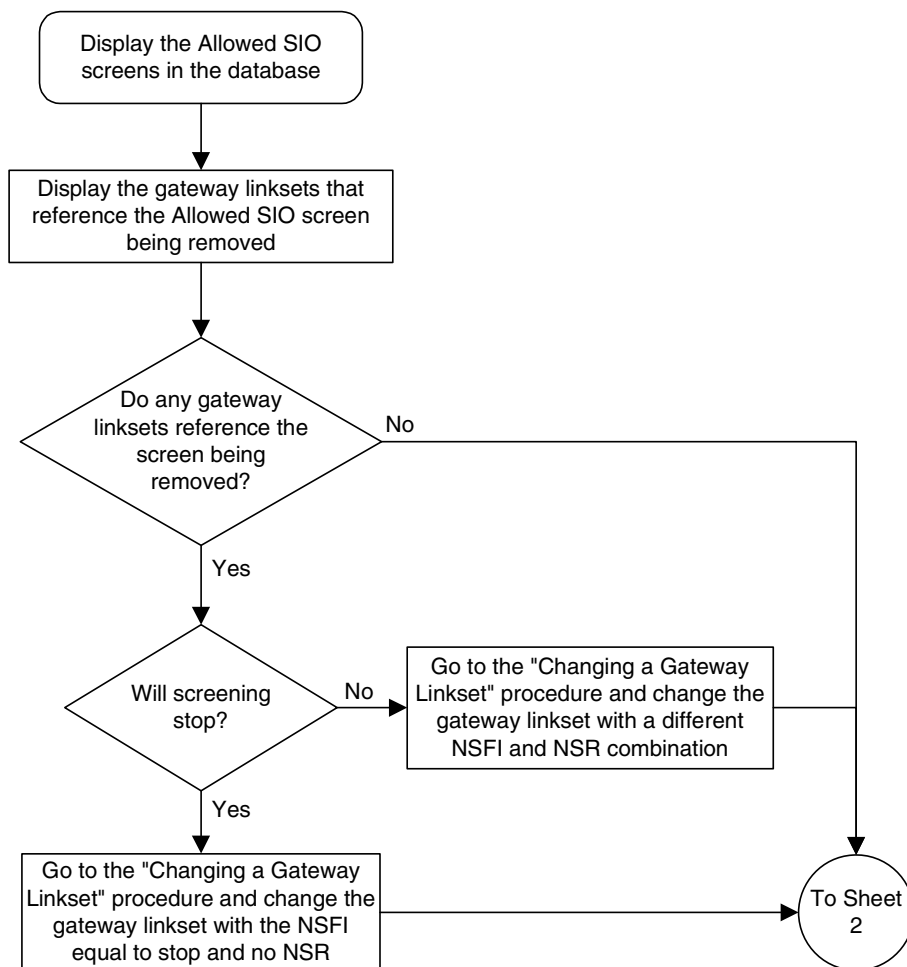 Display the Allowed SIO
screens in the database
Display the gateway linksets that
reference the Allowed SIO screen
being removed
Do any gateway
linksets reference the
screen being
removed?
No
Yes
Will screening
stop?
No
Go to the "Changing a Gateway
Linkset" procedure and change the
gateway linkset with a different
NSFI and NSR combination
Yes
Go to the "Changing a Gateway
Linkset" procedure and change the
gateway linkset with the NSFI
equal to stop and no NSR
To Sheet
2